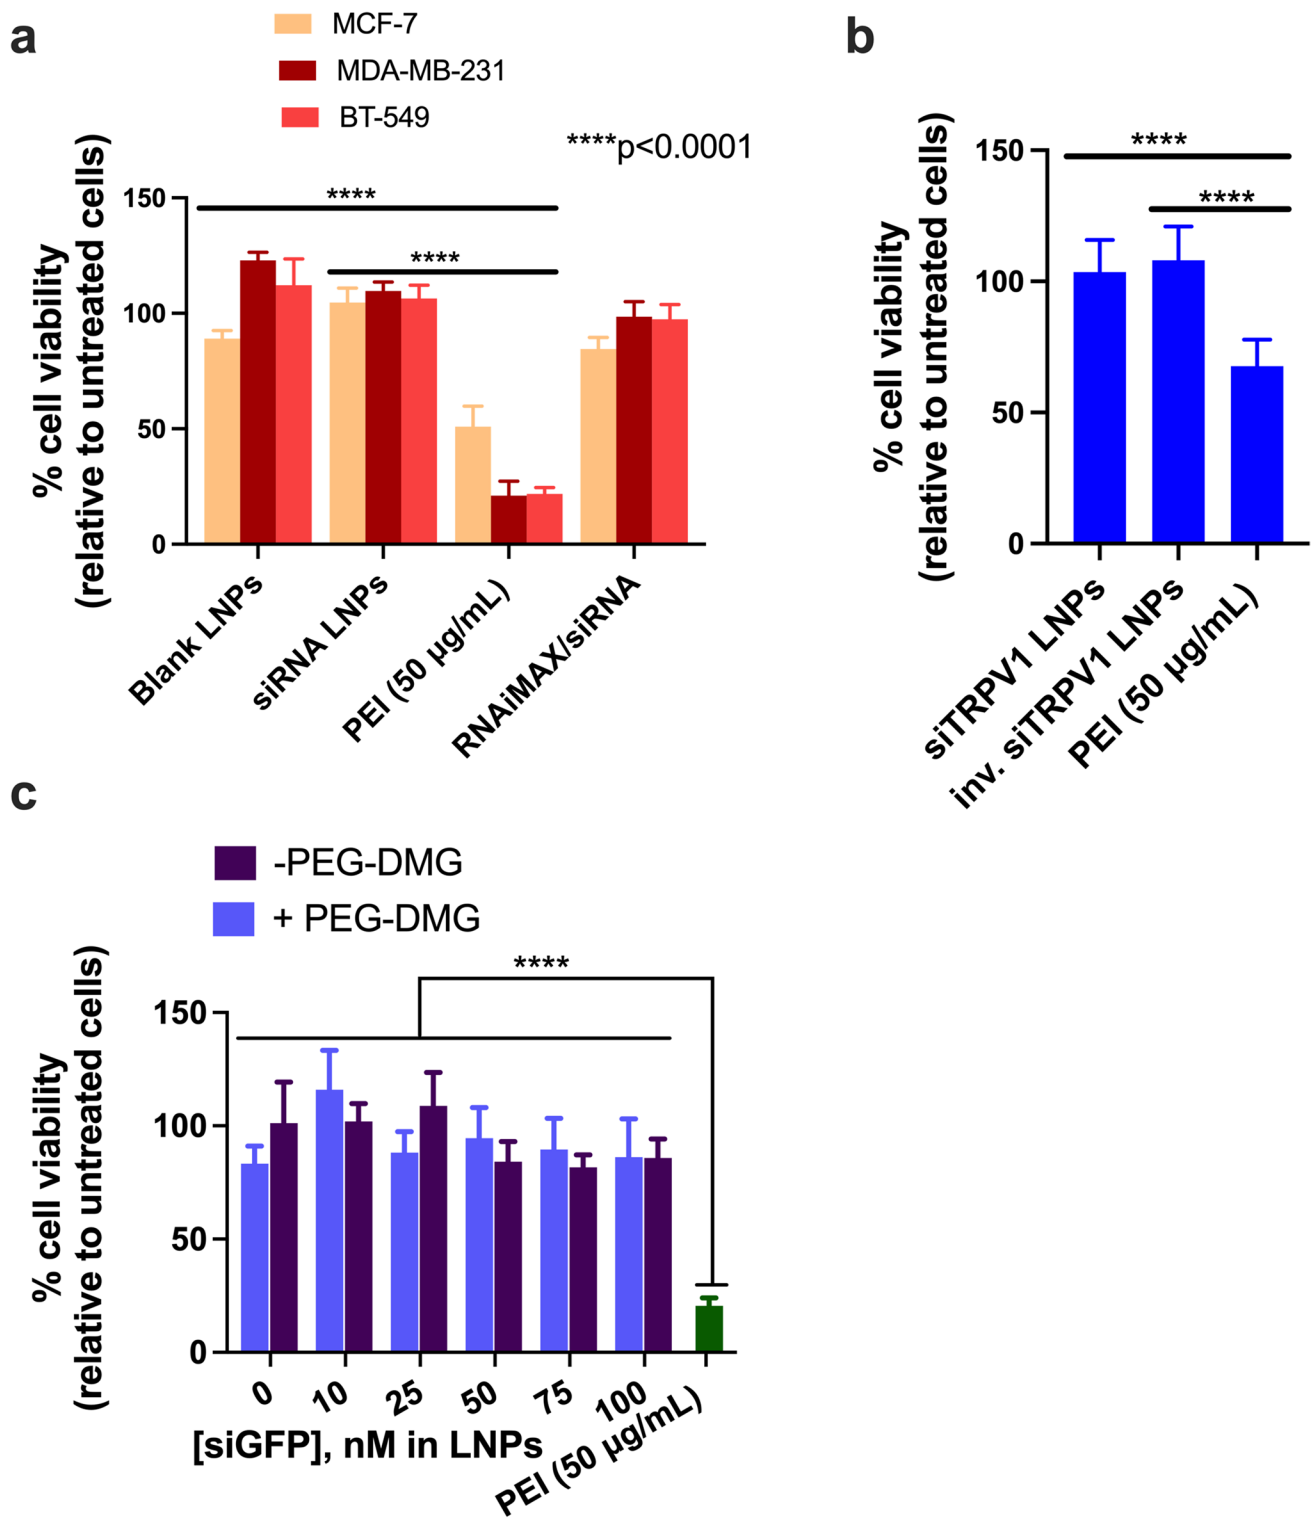 a
MCF-7
MDA-MB-231
BT-549
****p<0.0001
% cell viability
(relative to untreated cells)
150
100
50
0
****
****
Blank LNPs
siRNA LNPs
PEI (50 µg/mL)
RNAiMAX/siRNA
b
% cell viability
(relative to untreated cells)
150
100
50
0
****
****
siTRPV1 LNPs
inv. siTRPV1 LNPs
PEI (50 µg/mL)
c
-PEG-DMG
+ PEG-DMG
% cell viability
(relative to untreated cells)
150
100
50
0
****
0
10
25
50
75
100
PEI (50 µg/mL)
[siGFP], nM in LNPs